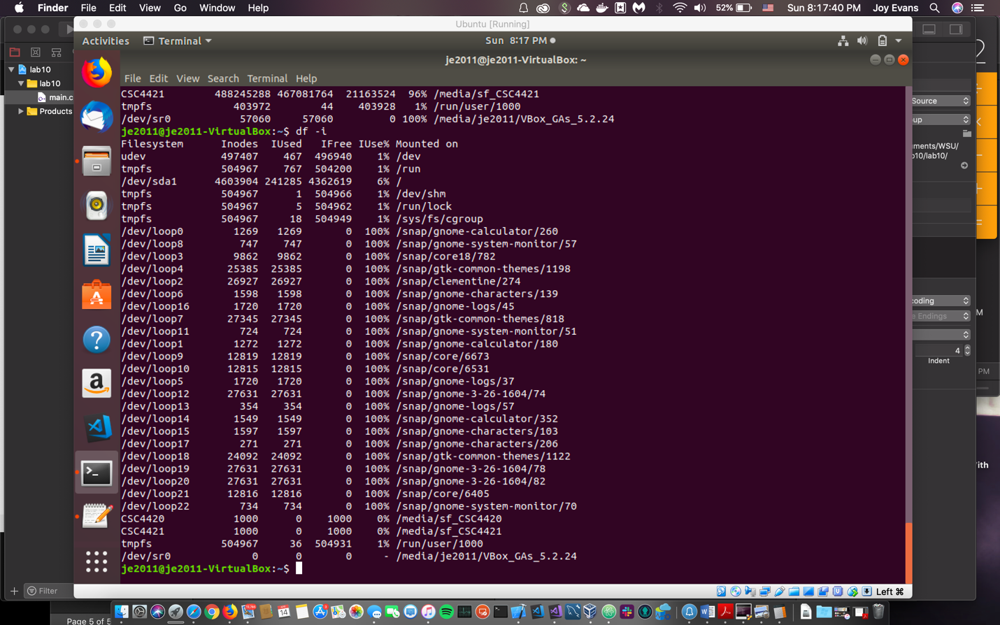 Finder File Edit View Go Window Help 52% Sun 8:17:40 PM Joy Evans
Ubuntu [Running]
Activities Terminal Sun 8:17 PM
je2011@je2011-VirtualBox: ~
File Edit View Search Terminal Help
CSC4421 488245288 467081764 21163524 96% /media/sf_CSC4421
tmpfs 403972 44 403928 1% /run/user/1000
/dev/sr0 57060 57060 0 100% /media/je2011/VBox_GAs_5.2.24
je2011@je2011-VirtualBox:~$ df -i
Filesystem Inodes IUsed IFree IUse% Mounted on
udev 497407 467 496940 1% /dev
tmpfs 504967 767 504200 1% /run
/dev/sda1 4603904 241285 4362619 6% /
tmpfs 504967 1 504966 1% /dev/shm
tmpfs 504967 5 504962 1% /run/lock
tmpfs 504967 18 504949 1% /sys/fs/cgroup
/dev/loop0 1269 1269 0 100% /snap/gnome-calculator/260
/dev/loop8 747 747 0 100% /snap/gnome-system-monitor/57
/dev/loop3 9862 9862 0 100% /snap/core18/782
/dev/loop4 25385 25385 0 100% /snap/gtk-common-themes/1198
/dev/loop2 26927 26927 0 100% /snap/clementine/274
/dev/loop6 1598 1598 0 100% /snap/gnome-characters/139
/dev/loop16 1720 1720 0 100% /snap/gnome-logs/45
/dev/loop7 27345 27345 0 100% /snap/gtk-common-themes/818
/dev/loop11 724 724 0 100% /snap/gnome-system-monitor/51
/dev/loop1 1272 1272 0 100% /snap/gnome-calculator/180
/dev/loop9 12819 12819 0 100% /snap/core/6673
/dev/loop10 12815 12815 0 100% /snap/core/6531
/dev/loop5 1720 1720 0 100% /snap/gnome-logs/37
/dev/loop12 27631 27631 0 100% /snap/gnome-3-26-1604/74
/dev/loop13 354 354 0 100% /snap/gnome-logs/57
/dev/loop14 1549 1549 0 100% /snap/gnome-calculator/352
/dev/loop15 1597 1597 0 100% /snap/gnome-characters/103
/dev/loop17 271 271 0 100% /snap/gnome-characters/206
/dev/loop18 24092 24092 0 100% /snap/gtk-common-themes/1122
/dev/loop19 27631 27631 0 100% /snap/gnome-3-26-1604/78
/dev/loop20 27631 27631 0 100% /snap/gnome-3-26-1604/82
/dev/loop21 12816 12816 0 100% /snap/core/6405
/dev/loop22 734 734 0 100% /snap/gnome-system-monitor/70
CSC4420 1000 0 1000 0% /media/sf_CSC4420
CSC4421 1000 0 1000 0% /media/sf_CSC4421
tmpfs 504967 36 504931 1% /run/user/1000
/dev/sr0 0 0 0 - /media/je2011/VBox_GAs_5.2.24
je2011@je2011-VirtualBox:~$
Left ⌘
lab10
lab10
main.c
Products
Filter
Page 5 of 5
Source
up
ments/WSU/
b10/lab10/
coding
e Endings
4
Indent
M
PM
ith
14